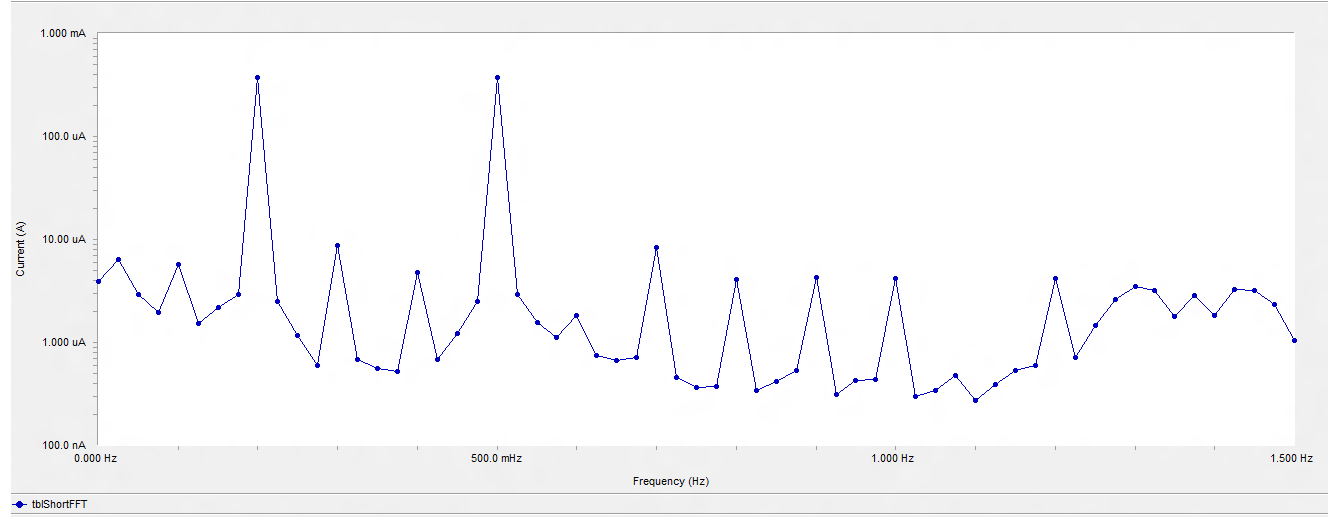 1.000 mA
100.0 uA
Current (A)
10.00 uA
1.000 uA
100.0 nA
0.000 Hz 500.0 mHz 1.000 Hz 1.500 Hz
Frequency (Hz)
tblShortFFT